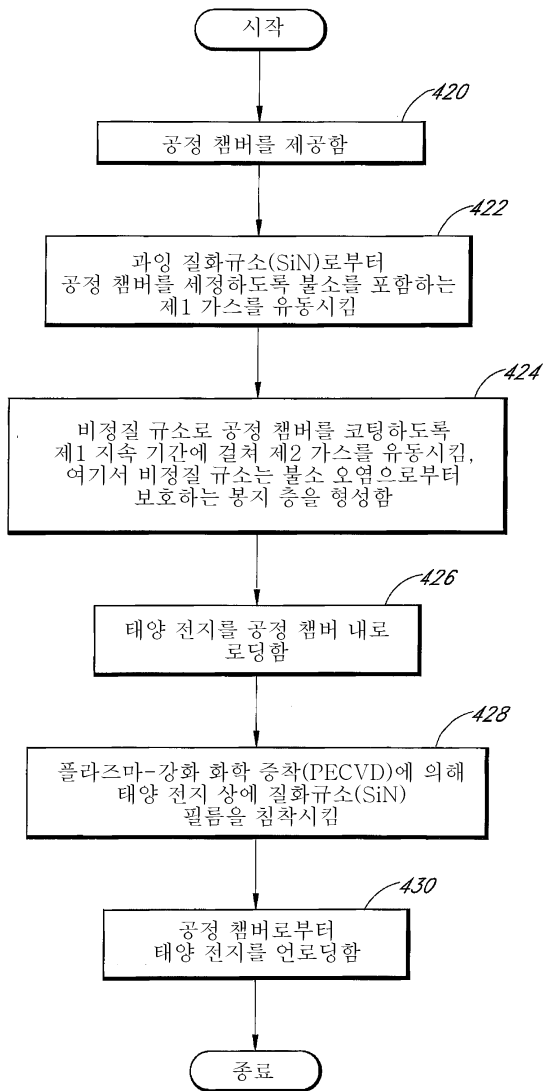 시작
420
공정 챔버를 제공함
422
과잉 질화규소(SiN)로부터
공정 챔버를 세정하도록 불소를 포함하는
제1 가스를 유동시킴
424
비정질 규소로 공정 챔버를 코팅하도록
제1 지속 기간에 걸쳐 제2 가스를 유동시킴,
여기서 비정질 규소는 불소 오염으로부터
보호하는 봉지 층을 형성함
426
태양 전지를 공정 챔버 내로
로딩함
428
플라즈마-강화 화학 증착(PECVD)에 의해
태양 전지 상에 질화규소(SiN)
필름을 침착시킴
430
공정 챔버로부터
태양 전지를 언로딩함
종료